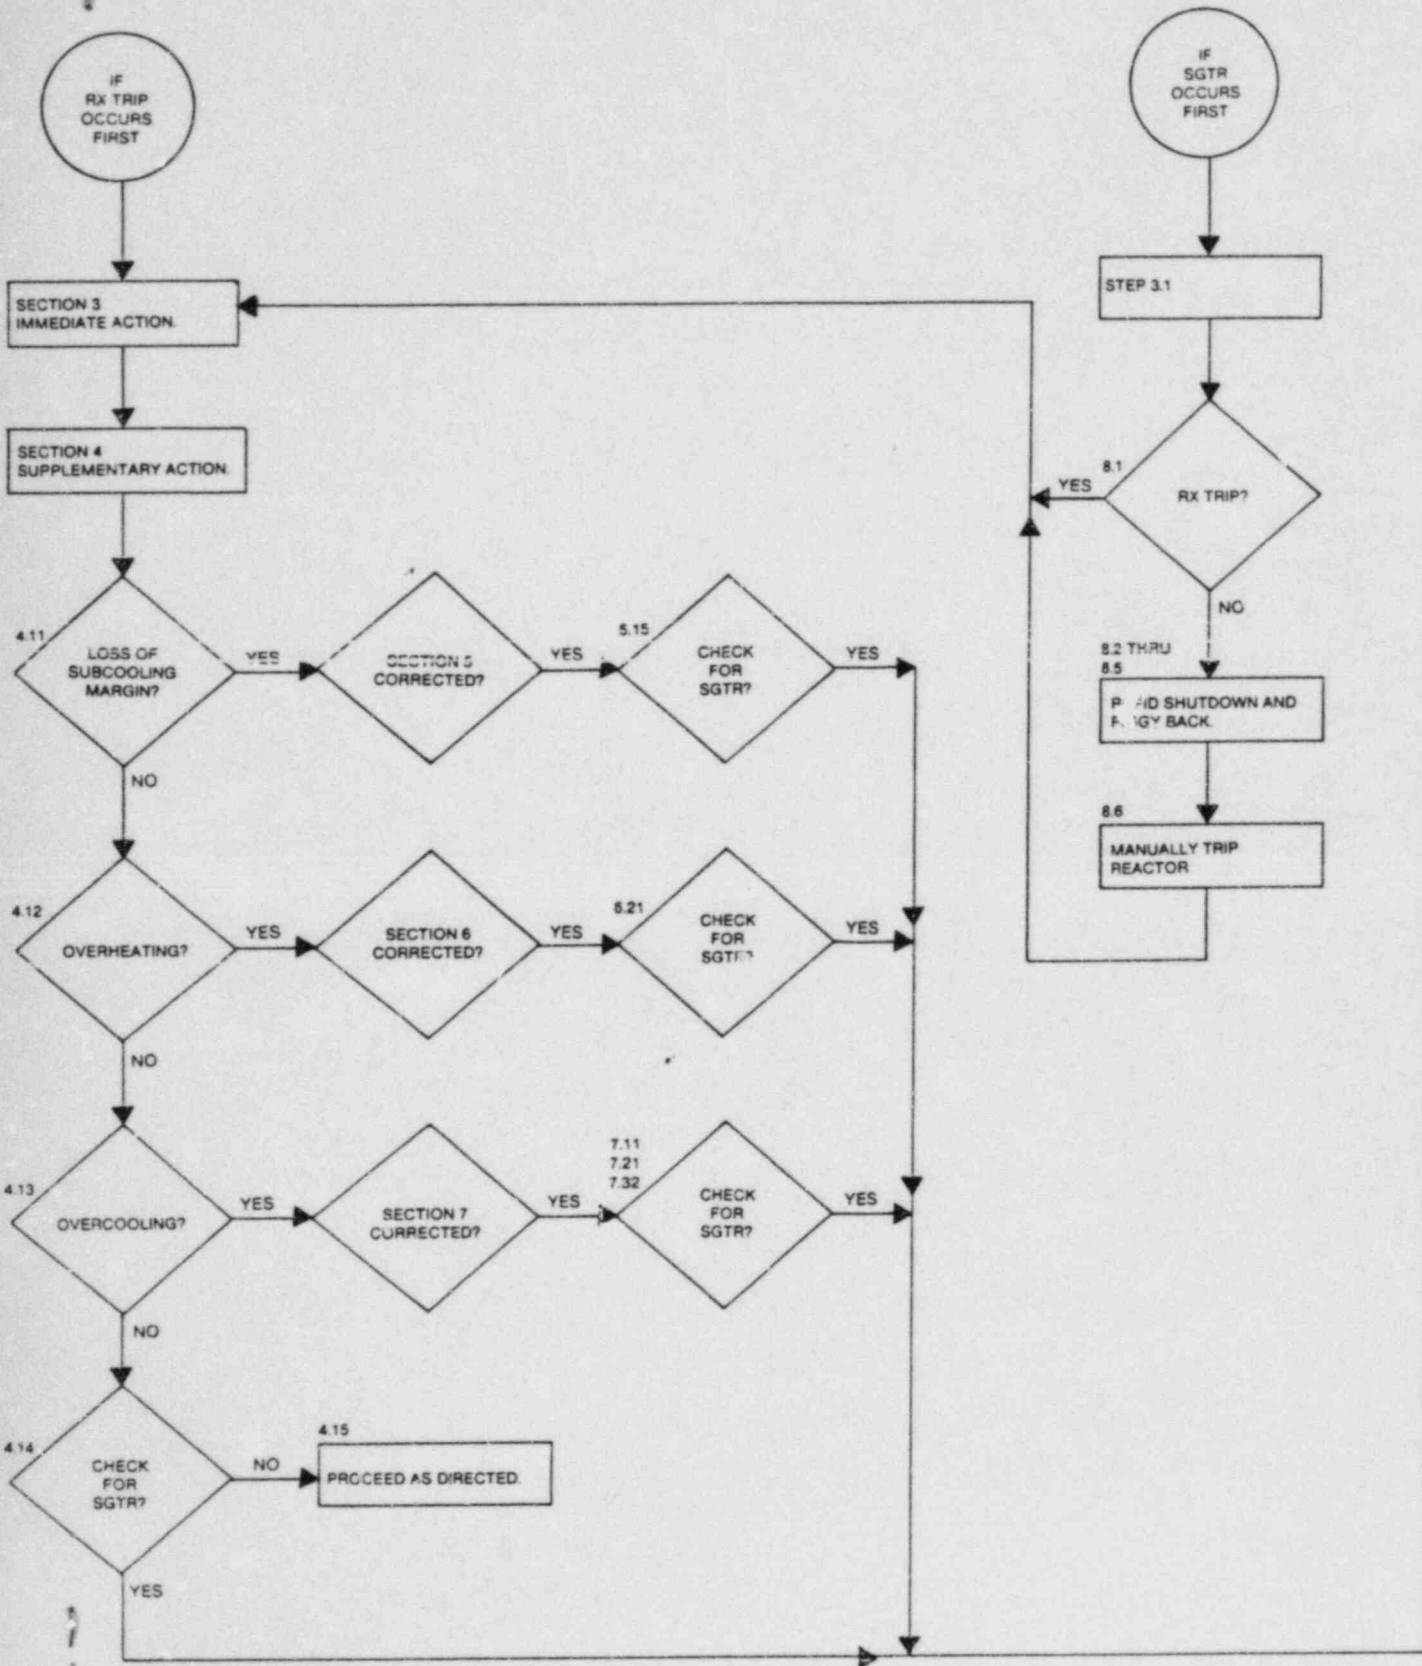 IF
RX TRIP
OCCURS
FIRST
IF
SGTR
OCCURS
FIRST
SECTION 3
IMMEDIATE ACTION.
STEP 3.1
SECTION 4
SUPPLEMENTARY ACTION.
8.1
YES
RX TRIP?
NO
4.11
LOSS OF
SUBCOOLING
MARGIN?
YES
SECTION 5
CORRECTED?
YES
5.15
CHECK
FOR
SGTR?
YES
8.2 THRU
8.5
SHUTDOWN AND
BACK.
NO
8.6
MANUALLY TRIP
REACTOR
4.12
OVERHEATING?
YES
SECTION 6
CORRECTED?
YES
6.21
CHECK
FOR
SGTR?
YES
NO
4.13
OVERCOOLING?
YES
SECTION 7
CORRECTED?
YES
7.11
7.21
7.32
CHECK
FOR
SGTR?
YES
NO
4.14
CHECK
FOR
SGTR?
NO
4.15
PROCEED AS DIRECTED.
YES